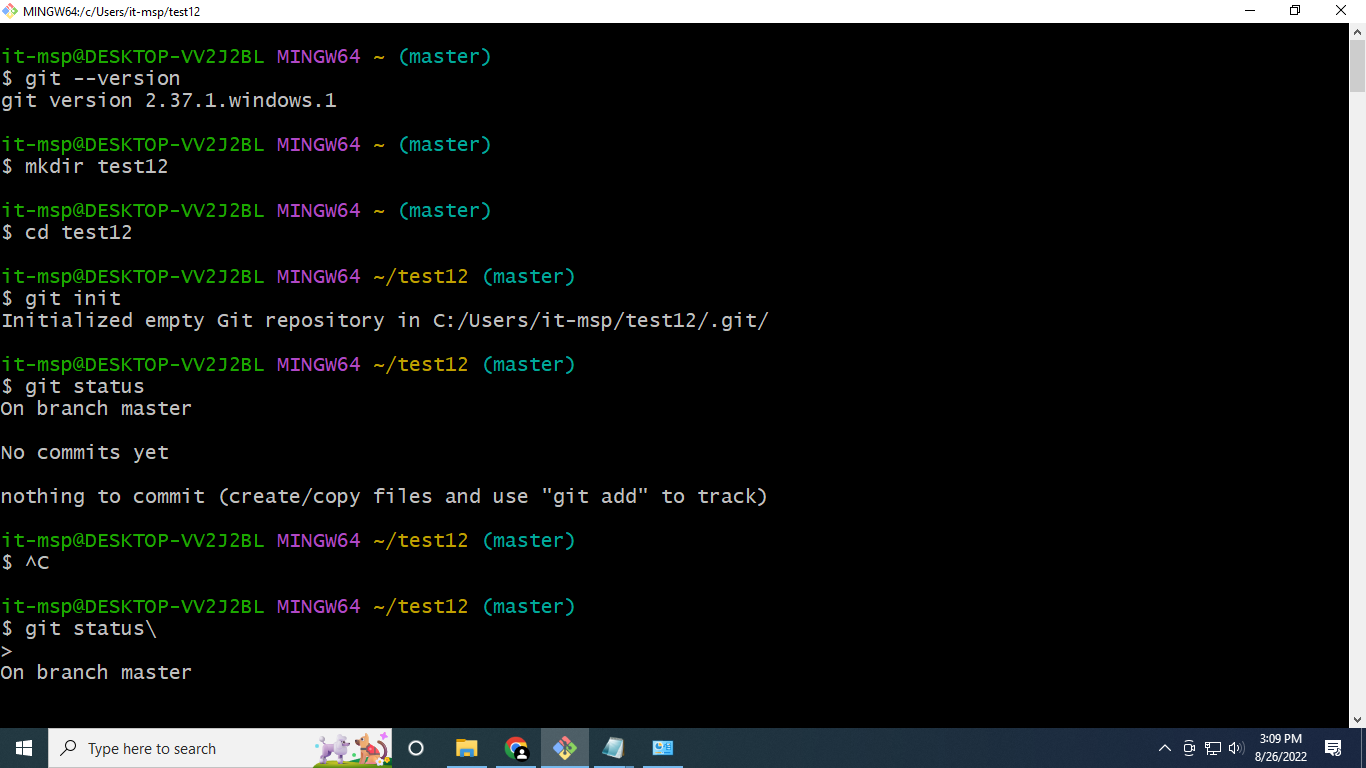 MINGW64:/c/Users/it-msp/test12
it-msp@DESKTOP-VV2J2BL MINGW64 ~ (master)
$ git --version
git version 2.37.1.windows.1
it-msp@DESKTOP-VV2J2BL MINGW64 ~ (master)
$ mkdir test12
it-msp@DESKTOP-VV2J2BL MINGW64 ~ (master)
$ cd test12
it-msp@DESKTOP-VV2J2BL MINGW64 ~/test12 (master)
$ git init
Initialized empty Git repository in C:/Users/it-msp/test12/.git/
it-msp@DESKTOP-VV2J2BL MINGW64 ~/test12 (master)
$ git status
On branch master
No commits yet
nothing to commit (create/copy files and use "git add" to track)
it-msp@DESKTOP-VV2J2BL MINGW64 ~/test12 (master)
$ ^C
it-msp@DESKTOP-VV2J2BL MINGW64 ~/test12 (master)
$ git status\
>
On branch master
Type here to search
3:09 PM
8/26/2022